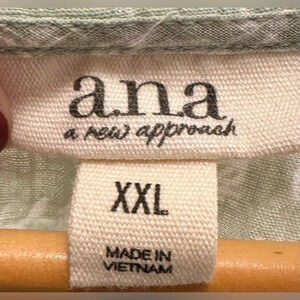 a.n.a
a new approach
XXL
MADE IN
VIETNAM